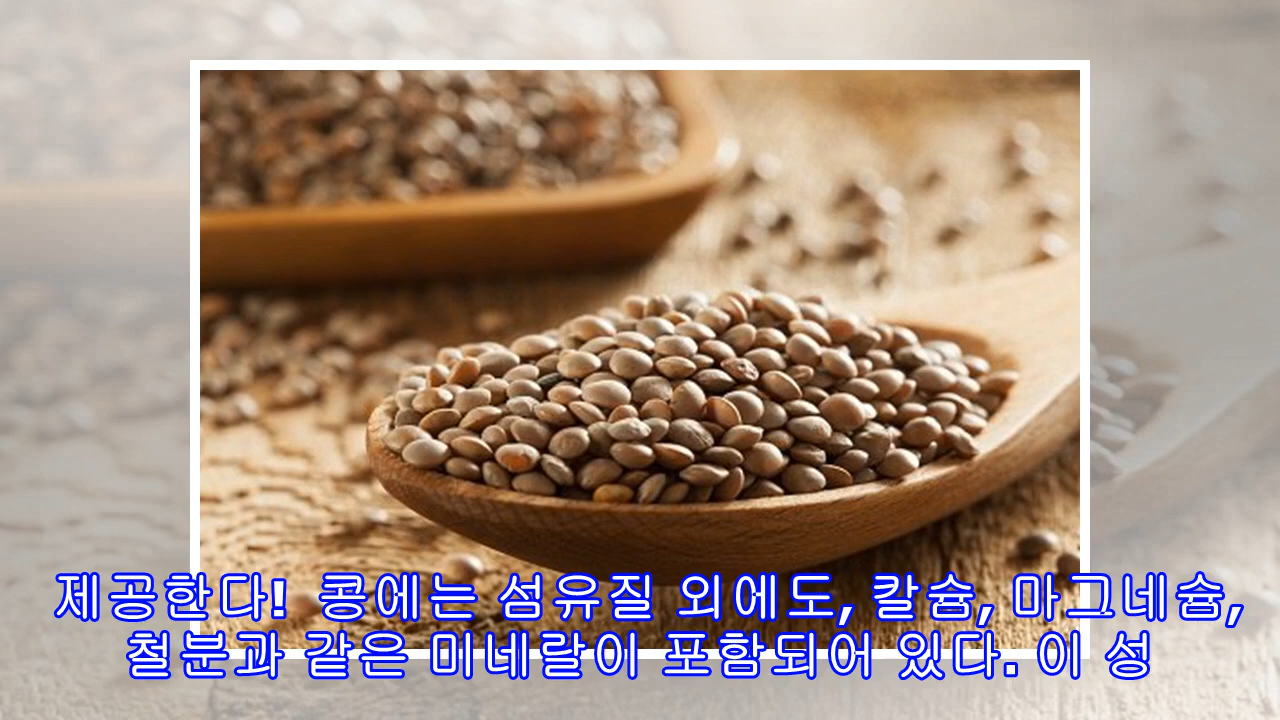 제공한다! 콩에는 섬유질 외에도, 칼슘, 마그네슘,
철분과 같은 미네랄이 포함되어 있다. 이 성